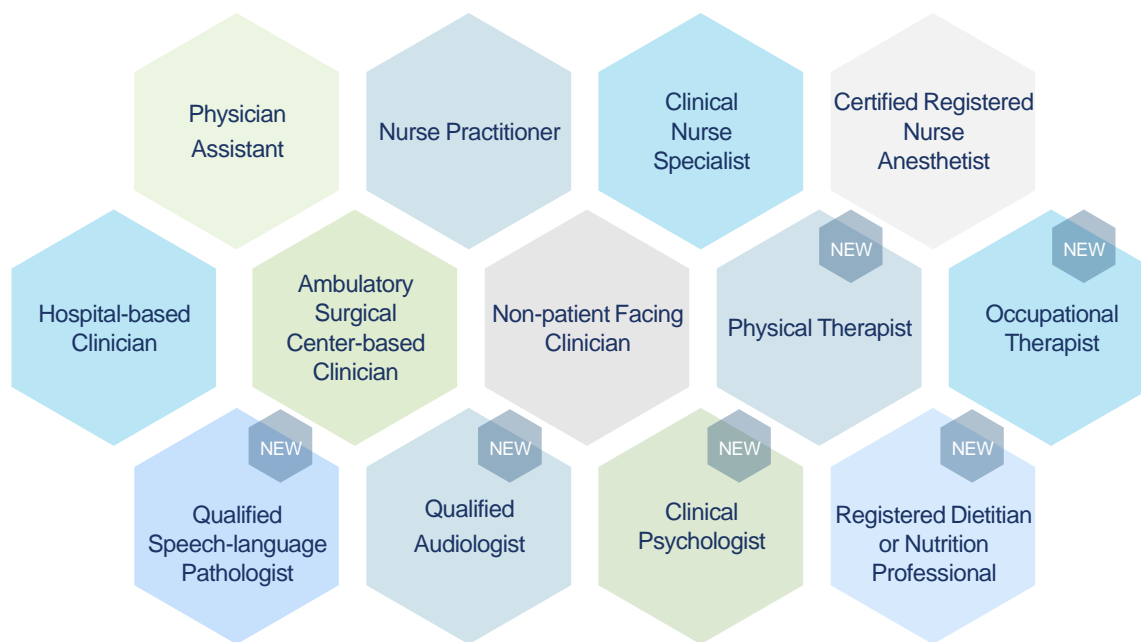 Physician
Assistant
Nurse Practitioner
Clinical
Nurse
Specialist
Certified Registered
Nurse
Anesthetist
Hospital-based
Clinician
Ambulatory
Surgical
Center-based
Clinician
Non-patient Facing
Clinician
NEW
Physical Therapist
NEW
Occupational
Therapist
NEW
Qualified
Speech-language
Pathologist
NEW
Qualified
Audiologist
NEW
Clinical
Psychologist
NEW
Registered Dietitian
or Nutrition
Professional